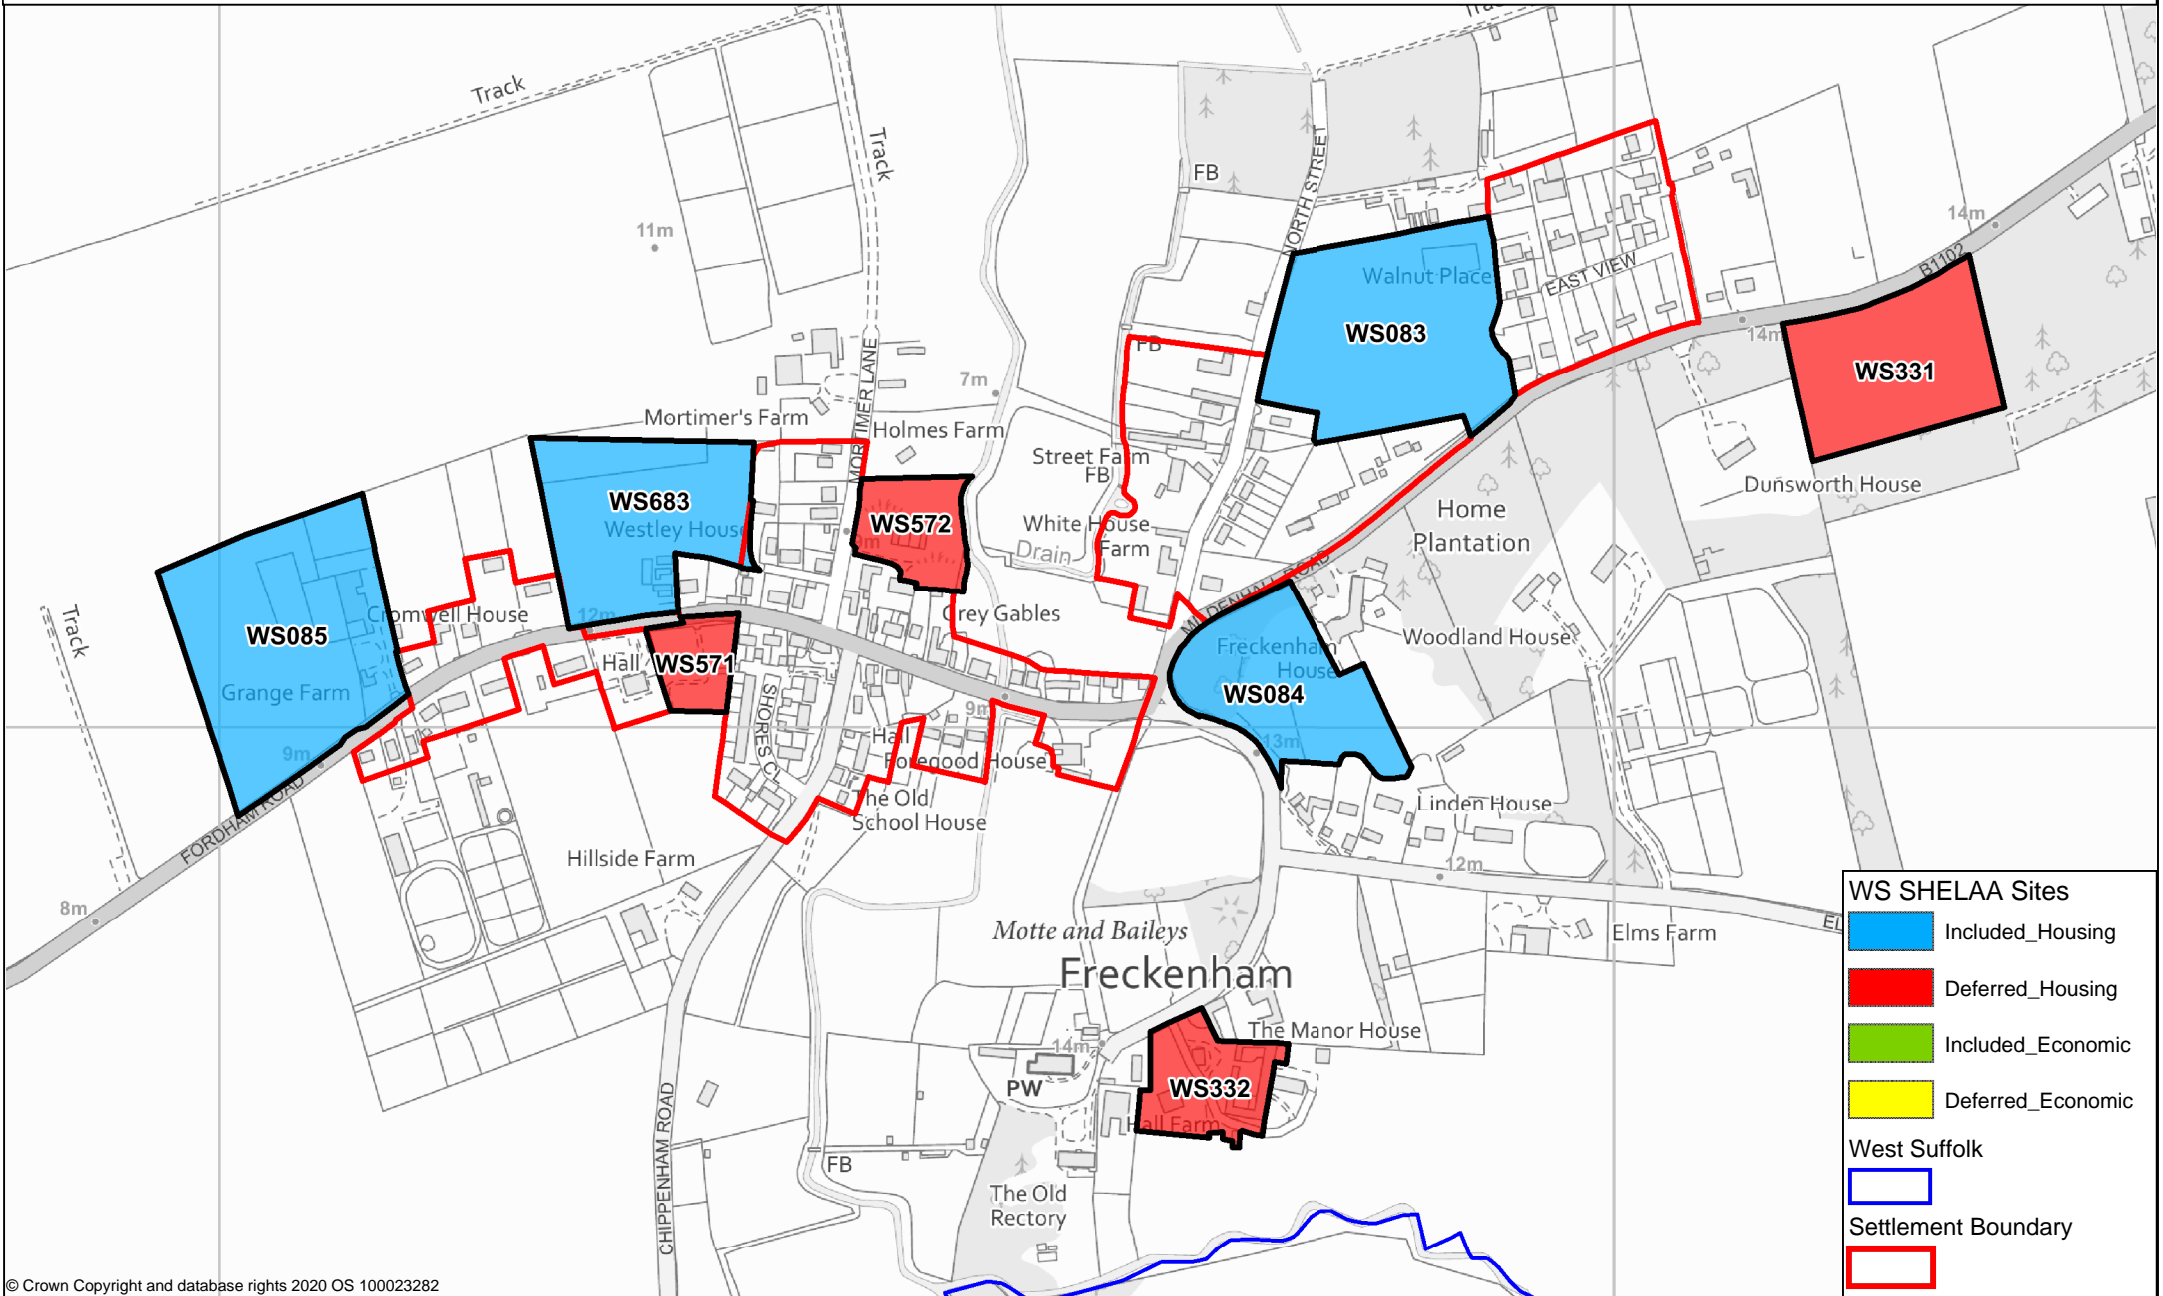 Track
Track
Track
FB
NORTH STREET
11m
14m
B1102
Walnut Place
EAST VIEW
WS083
14m
FB
WS331
MORTIMER LANE
7m
Mortimer's Farm
Holmes Farm
Street Farm
FB
Dunsworth House
WS683
Westley House
WS572
9m
White House
Farm
Drain
Home
Plantation
MILDENHALL ROAD
Track
Cromwell House
12m
Grey Gables
WS085
Woodland House
Hall
WS571
Freckenham
House
WS084
Grange Farm
SHORES CL
9m
9m
Hall
13m
Foregood House
FORDHAM ROAD
The Old
School House
Linden House
Hillside Farm
12m
8m
Motte and Baileys
Elms Farm
EL
Freckenham
The Manor House
14m
PW
WS332
Hall Farm
CHIPPENHAM ROAD
FB
The Old
Rectory
WS SHELAA Sites
Included_Housing
Deferred_Housing
Included_Economic
Deferred_Economic
West Suffolk
Settlement Boundary
© Crown Copyright and database rights 2020 OS 100023282